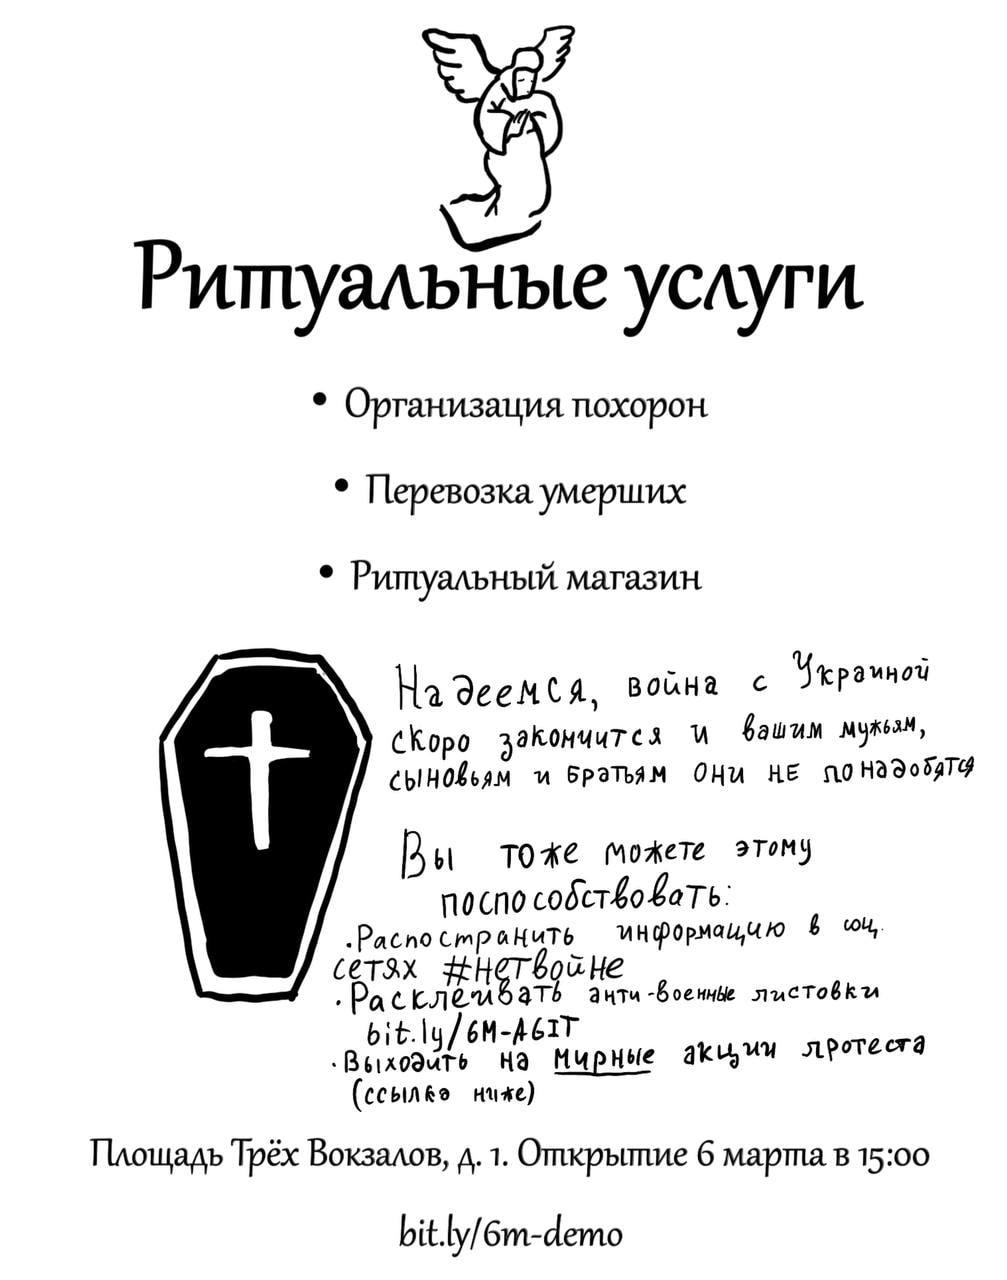 Ритуальные услуги
• Организация похорон
• Перевозка умерших
• Ритуальный магазин
Надеемся, война с Украиной
скоро закончится и вашим мужьям,
сыновьям и братьям они не понадобятся
Вы тоже можете этому
поспособствовать:
• Распостранить информацию в соц.
сетях #нетвойне
• Расклеивать анти-военные листовки
bit.ly/6M-AGIT
• Выходить на мирные акции протеста
(ссылка ниже)
Площадь Трёх Вокзалов, д. 1. Открытие 6 марта в 15:00
bit.ly/6m-demo